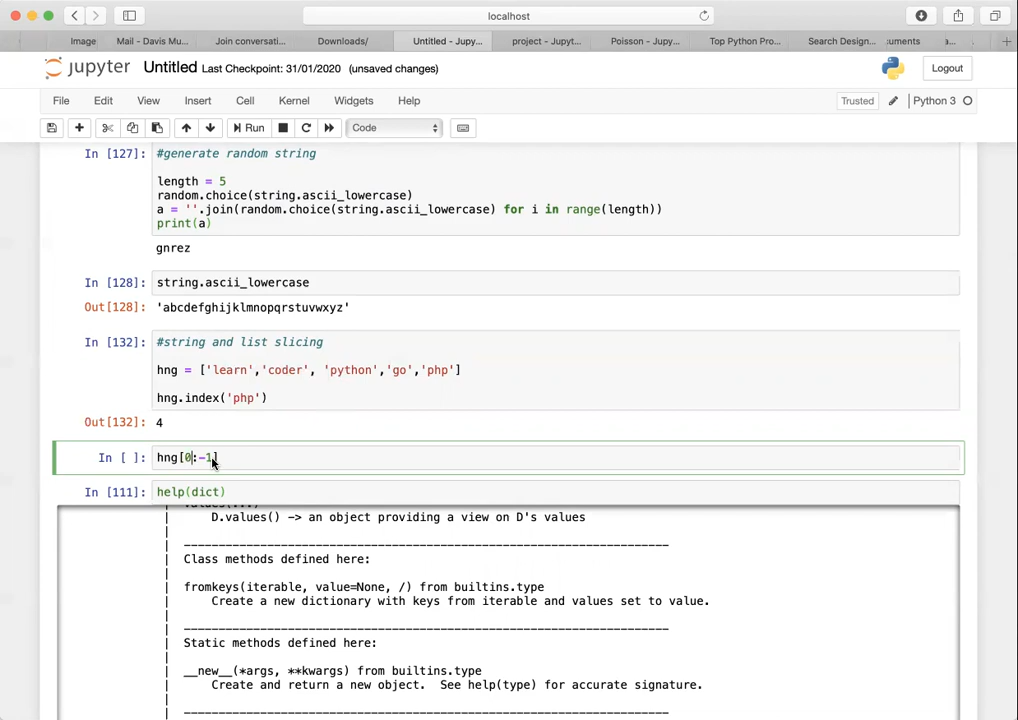 localhost
Image
Mail - Davis Mu...
Join conversati...
Downloads/
Untitled - Jupy...
project - Jupyt...
Poisson - Jupy...
Top Python Pro...
Search Design...
:uments
a...
jupyter Untitled Last Checkpoint: 31/01/2020 (unsaved changes)
Logout
File Edit View Insert Cell Kernel Widgets Help
Trusted
Python 3
Run
Code
In [127]: #generate random string
length = 5
random.choice(string.ascii_lowercase)
a = ''.join(random.choice(string.ascii_lowercase) for i in range(length))
print(a)
gnrez
In [128]: string.ascii_lowercase
Out[128]: 'abcdefghijklmnopqrstuvwxyz'
In [132]: #string and list slicing
hng = ['learn','coder', 'python','go','php']
hng.index('php')
Out[132]: 4
In [ ]: hng[0:-1]
In [111]: help(dict)
values(...)
D.values() -> an object providing a view on D's values
----------------------------------------------------------------------
Class methods defined here:
fromkeys(iterable, value=None, /) from builtins.type
Create a new dictionary with keys from iterable and values set to value.
----------------------------------------------------------------------
Static methods defined here:
__new__(*args, **kwargs) from builtins.type
Create and return a new object.  See help(type) for accurate signature.
----------------------------------------------------------------------